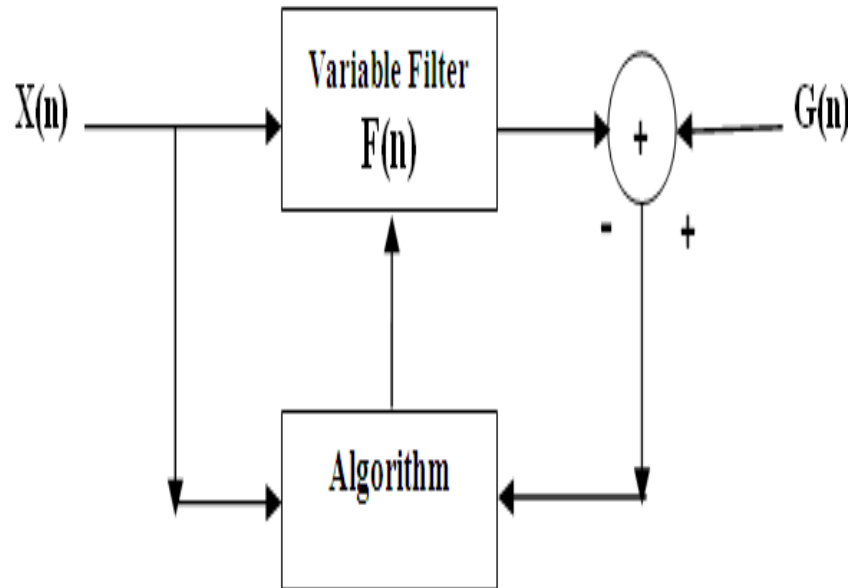 Variable Filter
X(n)
F(n)
+
G(n)
-
+
Algorithm